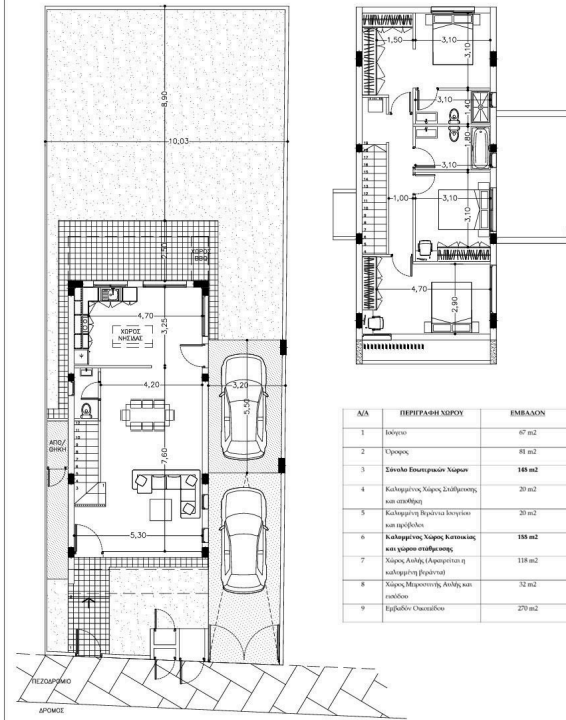 8,90
10,03
2,50
ΧΩΡΟΣ
BBQ
4,70
3,25
ΧΩΡΟΣ
ΝΗΣΙΔΑΣ
4,20
3,20
5,50
ΑΠΟ/
ΘΗΚΗ
7,60
5,30
ΠΕΖΟΔΡΟΜΙΟ
ΔΡΟΜΟΣ
1,50
3,10
3,10
3,10
1,40
1,80
3,10
1,00
3,10
3,10
4,70
2,90
Α/Α ΠΕΡΙΓΡΑΦΗ ΧΩΡΟΥ ΕΜΒΑΔΟΝ
1 Ισόγειο 67 m2
2 Όροφος 81 m2
3 Σύνολο Εσωτερικών Χώρων 148 m2
4 Καλυμμένος Χώρος Στάθμευσης 20 m2
και αποθήκη
5 Καλυμμένη Βεράντα Ισογείου 20 m2
και πρόβολοι
6 Καλυμμένος Χώρος Κατοικίας 188 m2
και χώρου στάθμευσης
7 Χώρος Αυλής (Αφαιρείται η 118 m2
καλυμμένη βεράντα)
8 Χώρος Μπροστινής Αυλής και 32 m2
εισόδου
9 Εμβαδόν Οικοπέδου 270 m2